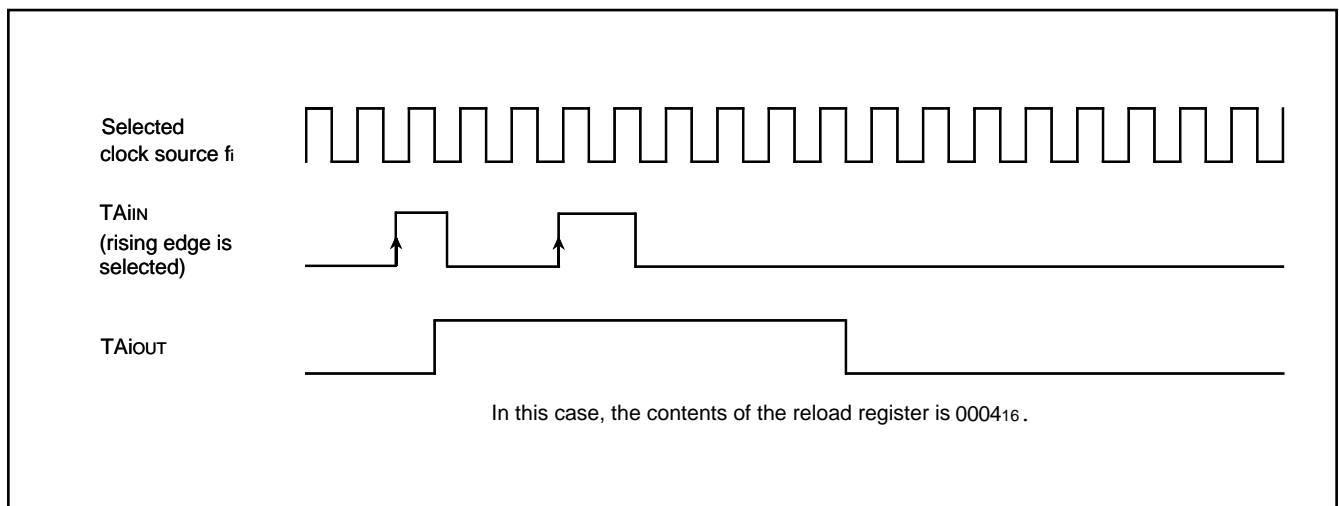 Selected
clock source fi
TAiIN
(rising edge is
selected)
TAiOUT
In this case, the contents of the reload register is 000416.